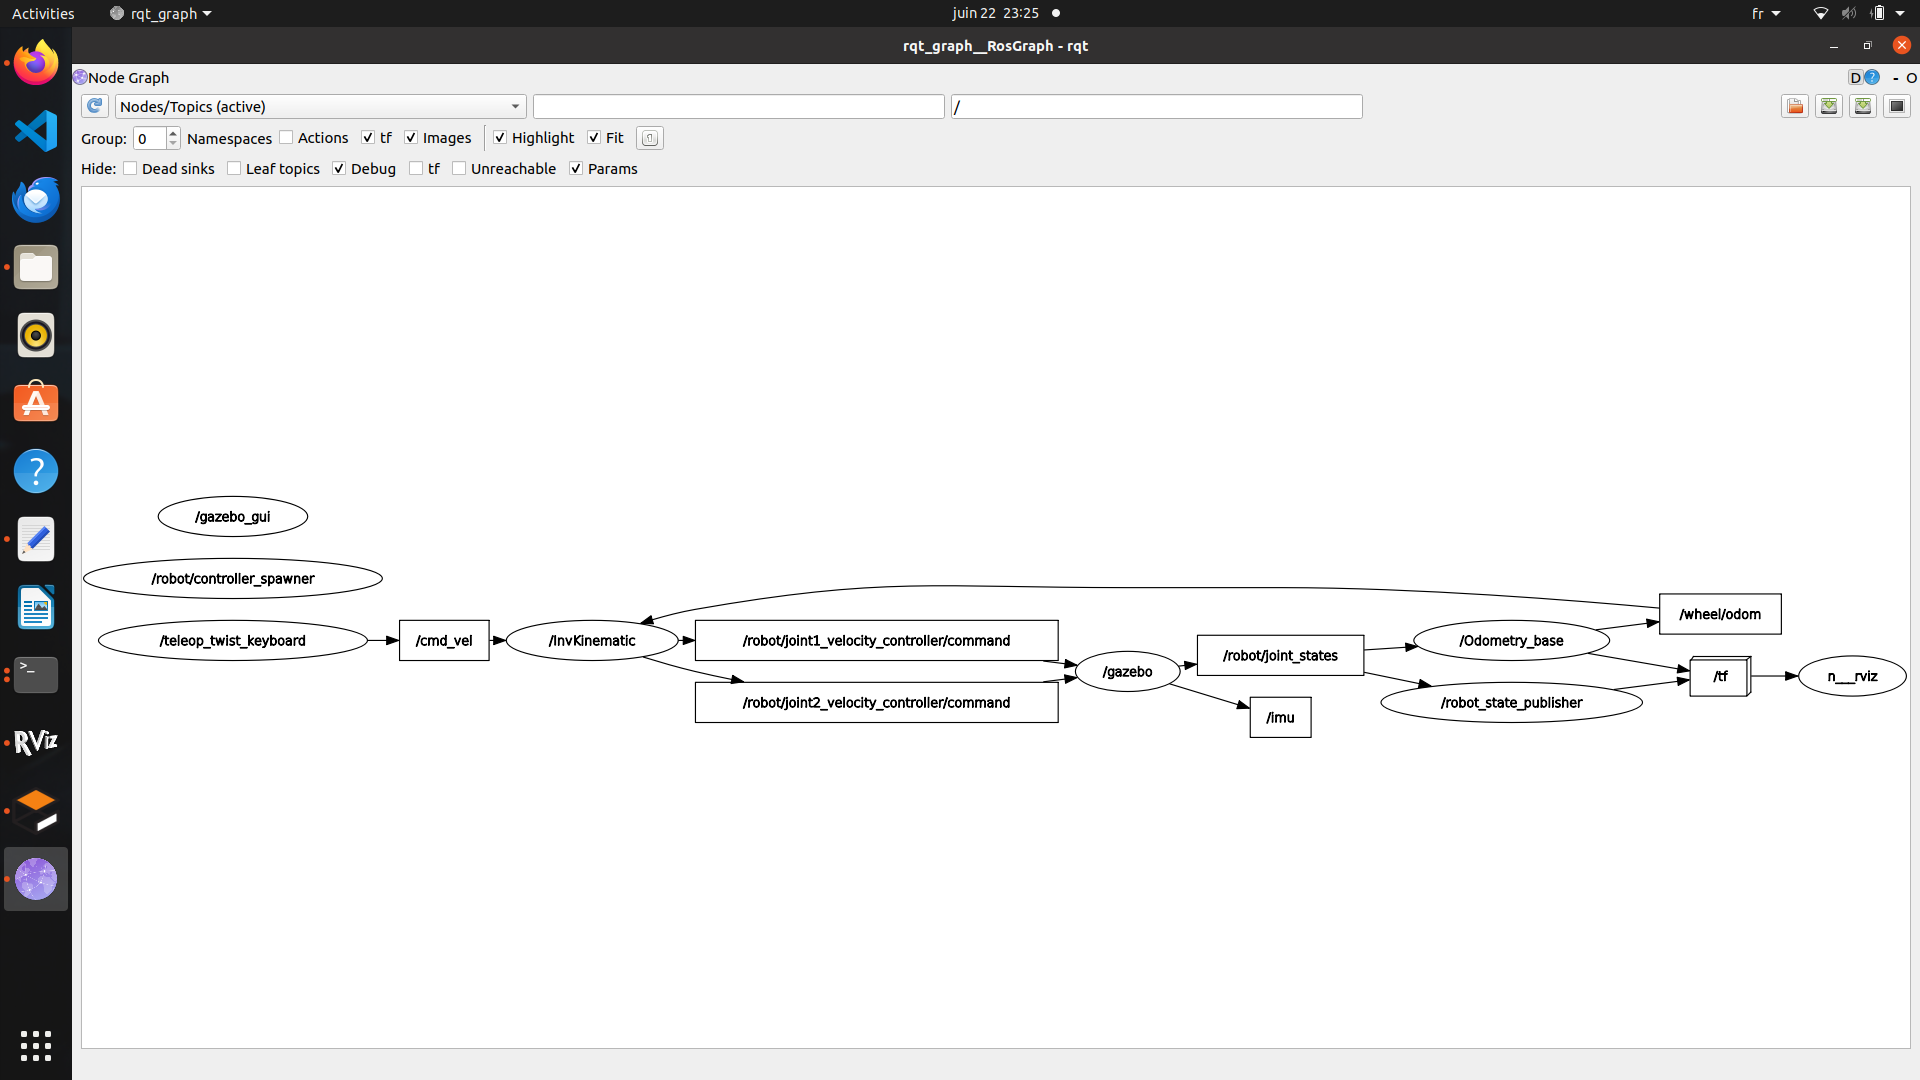 Activities
rqt_graph
juin 22 23:25
fr
rqt_graph__RosGraph - rqt
Node Graph
D
?
- O
Nodes/Topics (active)
/
Group: 0 Namespaces Actions tf Images Highlight Fit
Hide: Dead sinks Leaf topics Debug tf Unreachable Params
/gazebo_gui
/robot/controller_spawner
/teleop_twist_keyboard
/cmd_vel
/InvKinematic
/robot/joint1_velocity_controller/command
/robot/joint2_velocity_controller/command
/gazebo
/robot/joint_states
/imu
/Odometry_base
/robot_state_publisher
/wheel/odom
/tf
n___rviz
A
?
>_
RViz